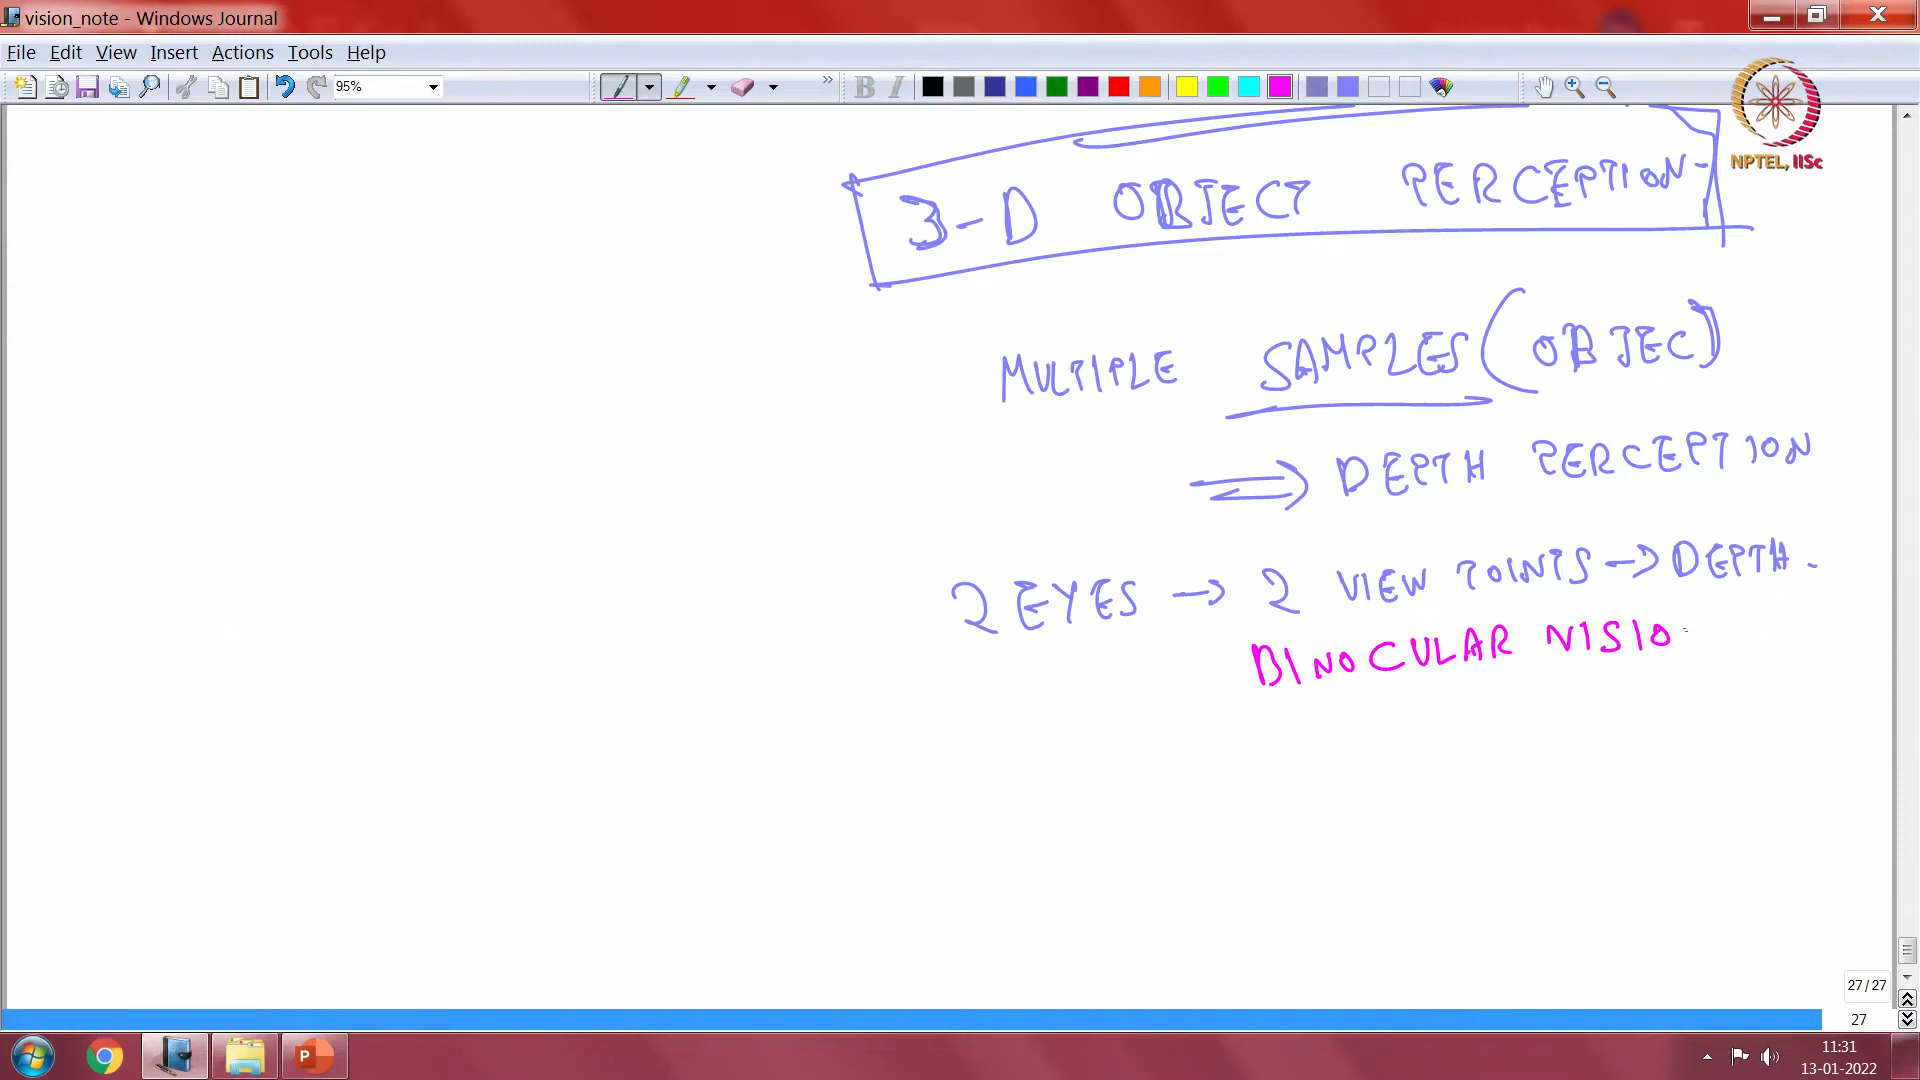 vision_note - Windows Journal
File Edit View Insert Actions Tools Help
95%
NPTEL, IISc
3-D OBJECT PERCEPTION
MULTIPLE SAMPLES (OBJEC)
⇒ DEPTH PERCEPTION
2 EYES → 2 VIEW POINTS → DEPTH.
BINOCULAR VISIO
27/27
27
11:31
13-01-2022